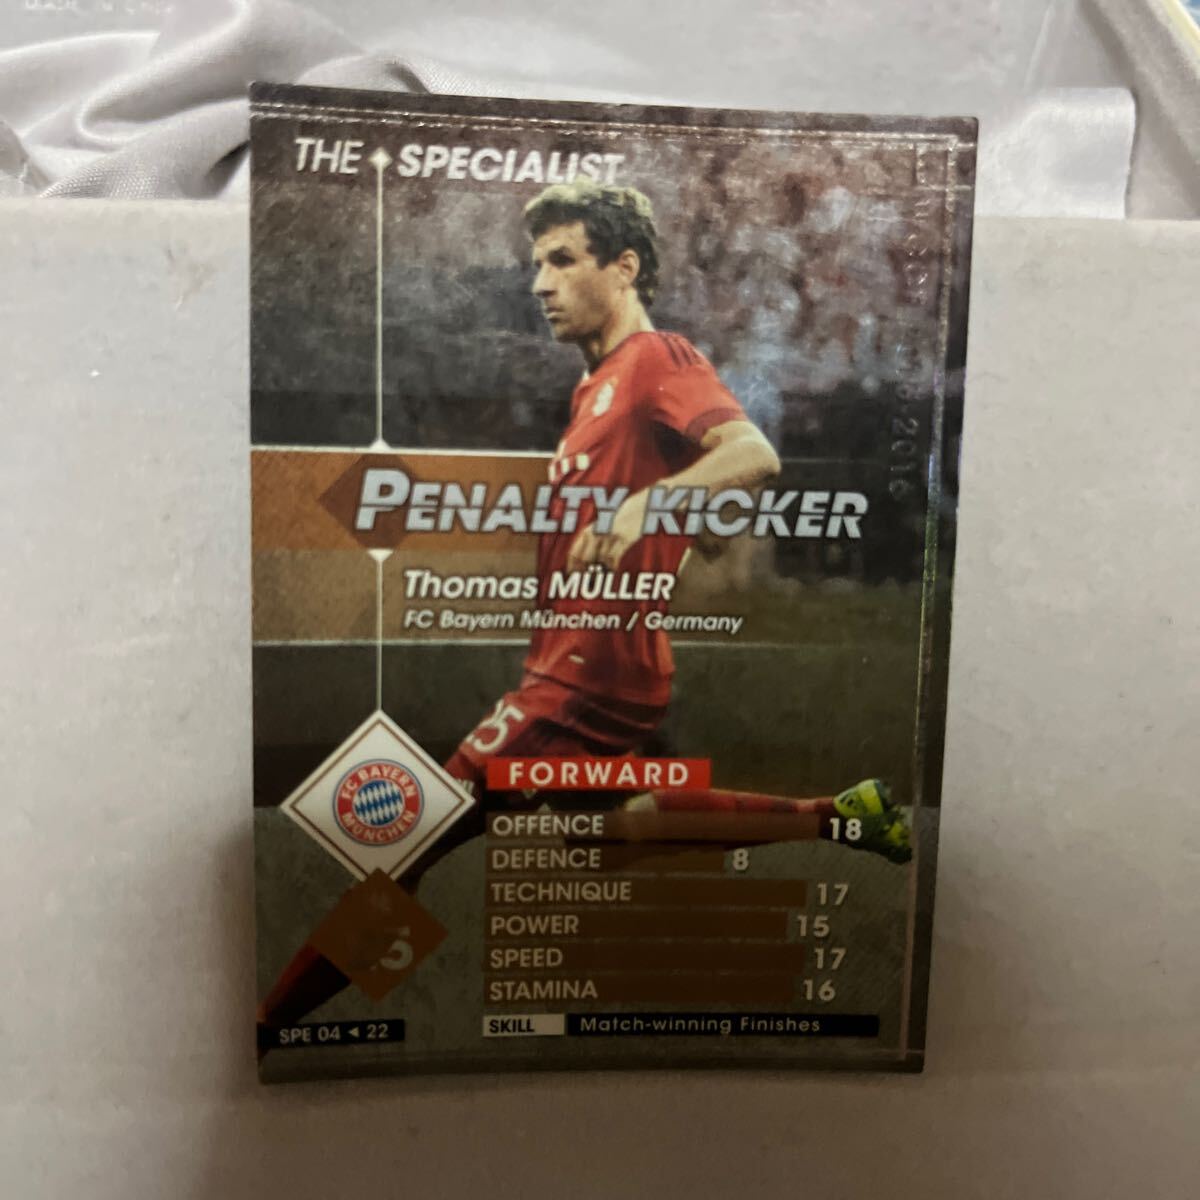 THE SPECIALIST
PENALTY KICKER
Thomas MÜLLER
FC Bayern München / Germany
25
FC BAYERN
MÜNCHEN
FORWARD
OFFENCE 18
DEFENCE 8
TECHNIQUE 17
POWER 15
SPEED 17
STAMINA 16
SPE 04 ◄ 22
SKILL Match-winning Finishes